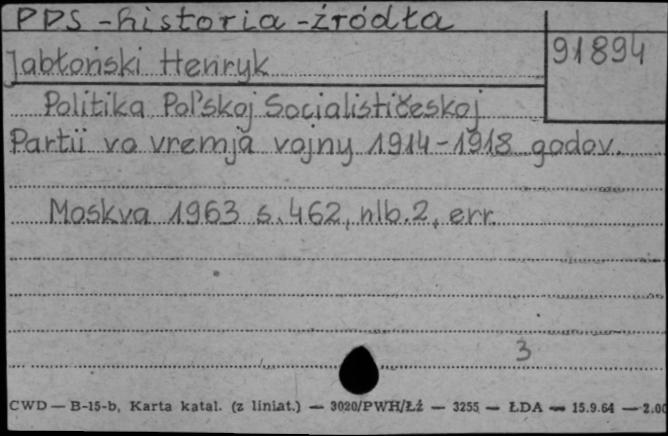 PPS - historia - źródła
91894
Jabłoński Henryk
Politika Pol'skoj Socialističeskoj
Partii vo vremja vojny 1914-1918 godov.
Moskva 1963 s. 462, nlb. 2, err.
3
CWD — B-15-b, Karta katal. (z liniat.) — 3020/PWH/Łź — 3255 — ŁDA — 15.9.64 — 2.00